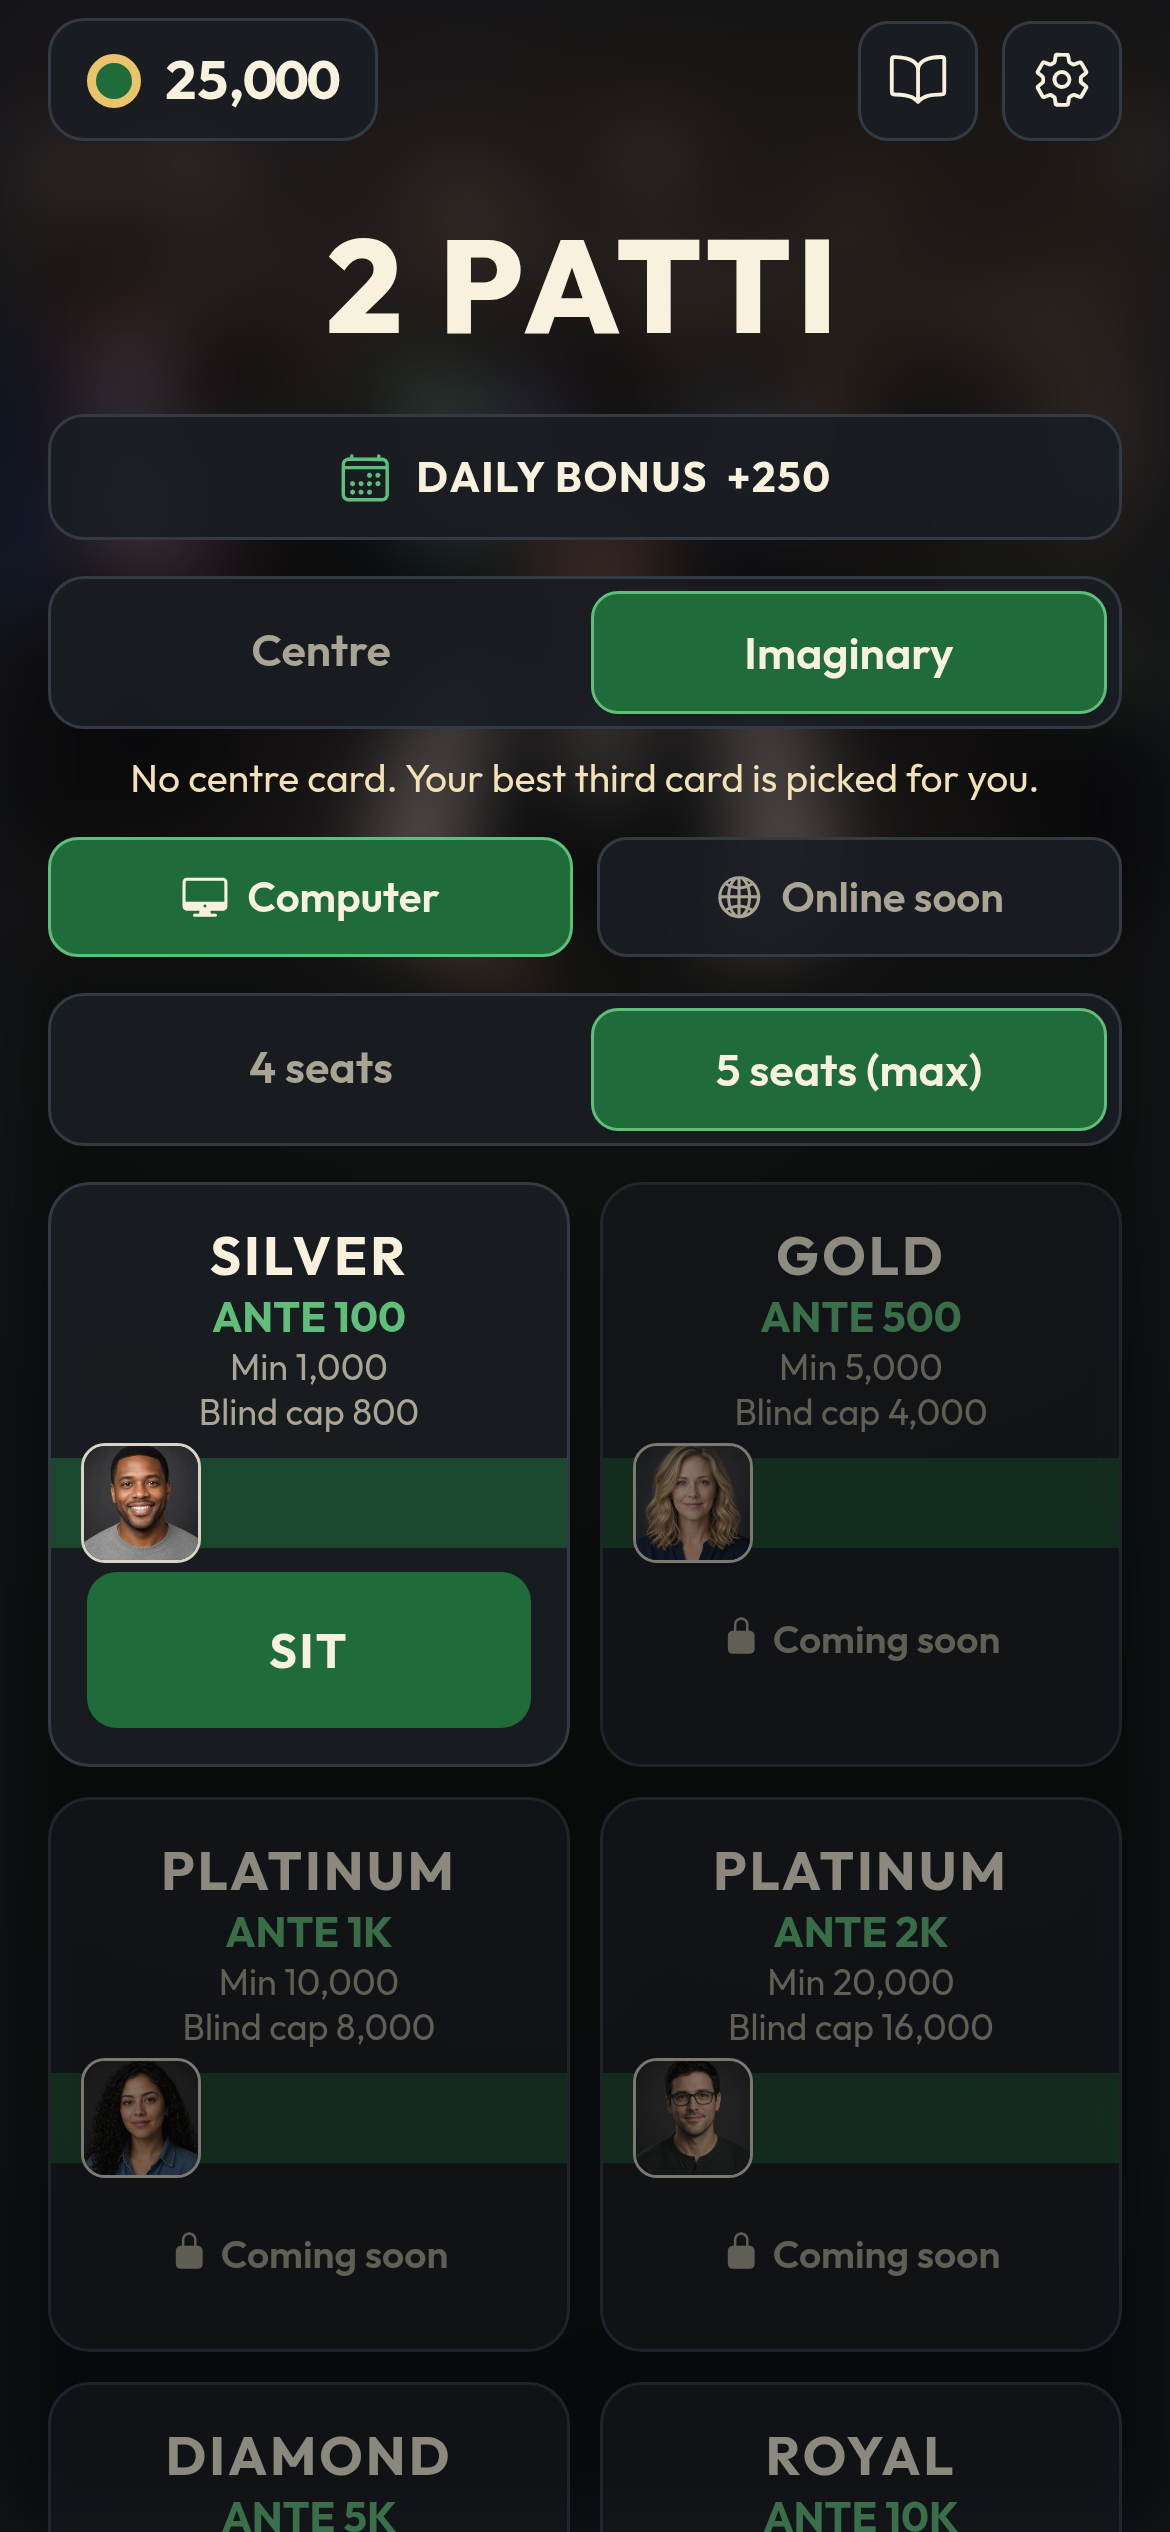 25,000
2 PATTI
DAILY BONUS +250
Centre
Imaginary
No centre card. Your best third card is picked for you.
Computer
Online soon
4 seats
5 seats (max)
SILVER
ANTE 100
Min 1,000
Blind cap 800
SIT
GOLD
ANTE 500
Min 5,000
Blind cap 4,000
Coming soon
PLATINUM
ANTE 1K
Min 10,000
Blind cap 8,000
Coming soon
PLATINUM
ANTE 2K
Min 20,000
Blind cap 16,000
Coming soon
DIAMOND
ANTE 5K
ROYAL
ANTE 10K